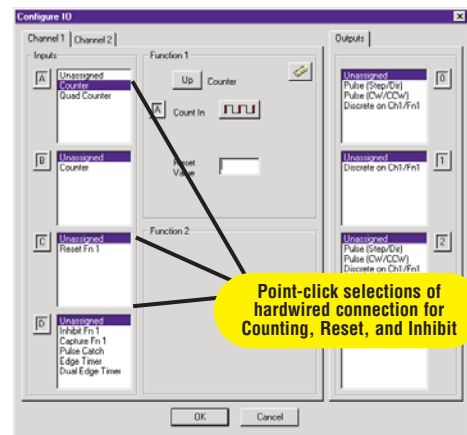 Configure IO
Channel 1
Channel 2
Inputs
A
Unassigned
Counter
Quad Counter
B
Unassigned
Counter
C
Unassigned
Reset Fn 1
D
Unassigned
Inhibit Fn 1
Capture Fn 1
Pulse Catch
Edge Timer
Dual Edge Timer
Function 1
Up Counter
A Count In
Reset
Value
Function 2
Outputs
Unassigned
Pulse (Step/Dir)
Pulse (CW/CCW)
Discrete on Ch1/Fn1
0
Unassigned
Discrete on Ch1/Fn1
1
Unassigned
Pulse (Step/Dir)
Pulse (CW/CCW)
Discrete on Ch1/Fn1
2
Point-click selections of
hardwired connection for
Counting, Reset, and Inhibit
OK
Cancel